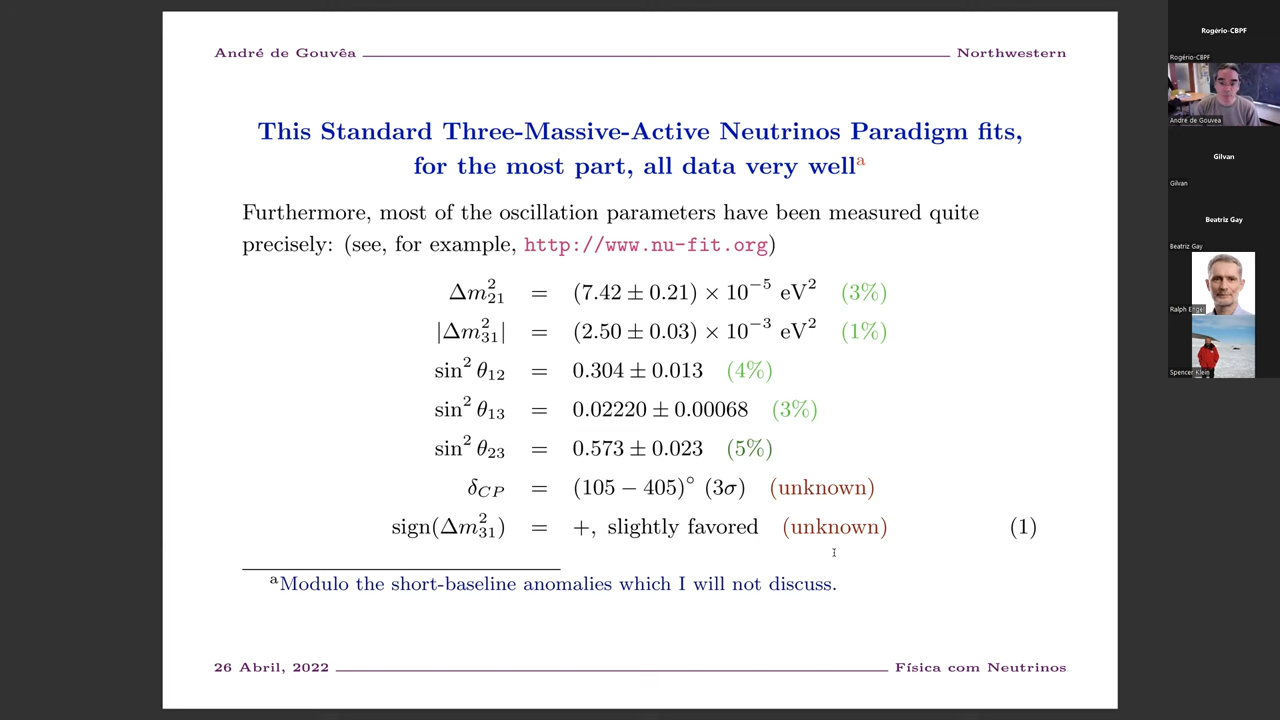 André de Gouvêa Northwestern
This Standard Three-Massive-Active Neutrinos Paradigm fits,
for the most part, all data very well^a
Furthermore, most of the oscillation parameters have been measured quite
precisely: (see, for example, http://www.nu-fit.org)
Δm²₂₁ = (7.42 ± 0.21) × 10⁻⁵ eV² (3%)
|Δm²₃₁| = (2.50 ± 0.03) × 10⁻³ eV² (1%)
sin² θ₁₂ = 0.304 ± 0.013 (4%)
sin² θ₁₃ = 0.02220 ± 0.00068 (3%)
sin² θ₂₃ = 0.573 ± 0.023 (5%)
δ_CP = (105 − 405)° (3σ) (unknown)
sign(Δm²₃₁) = +, slightly favored (unknown) (1)
^aModulo the short-baseline anomalies which I will not discuss.
26 Abril, 2022 Física com Neutrinos
Rogério-CBPF
Rogério-CBPF
André de Gouvêa
Gilvan
Gilvan
Beatriz Gay
Beatriz Gay
Ralph Engel
Spencer Klein